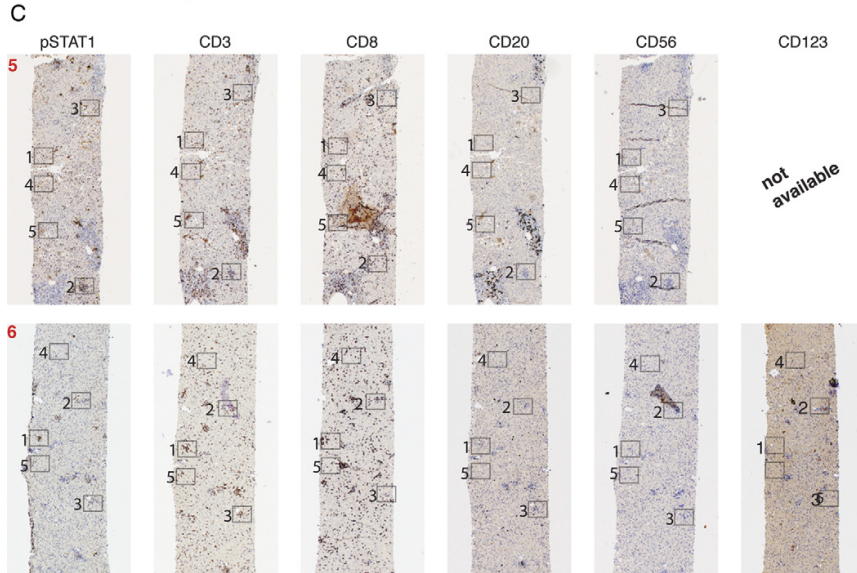 C
pSTAT1 CD3 CD8 CD20 CD56 CD123
5
3 3 3 3 3
1 1 1 1 1
4 4 4 4 4
5 5 5 5 5
2 2 2 2 2
not
available
6
4 4 4 4 4 4
2 2 2 2 2 2
1 1 1 1 1 1
5 5 5 5 5
3 3 3 3 3